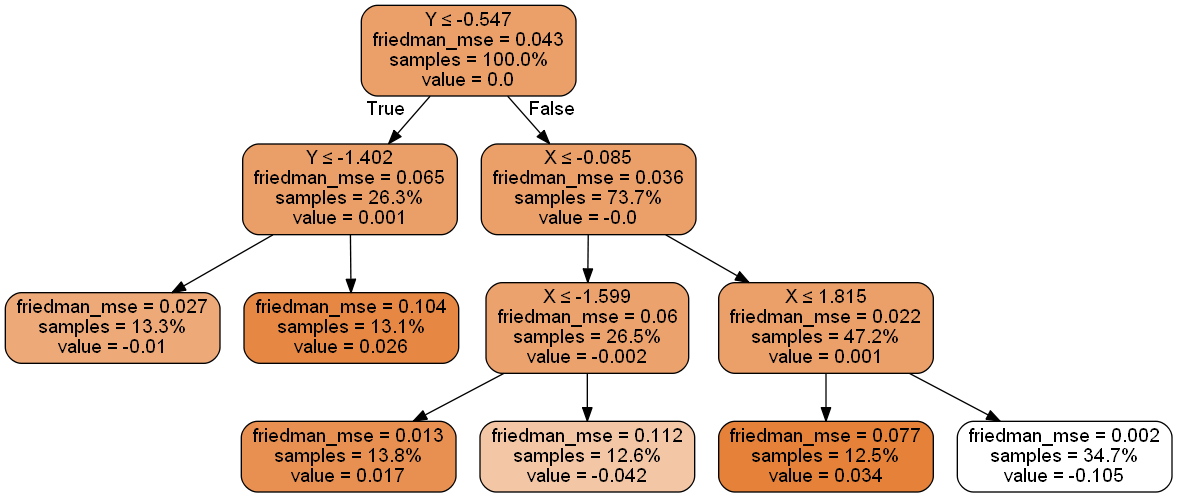 Y ≤ -0.547
friedman_mse = 0.043
samples = 100.0%
value = 0.0
True
False
Y ≤ -1.402
friedman_mse = 0.065
samples = 26.3%
value = 0.001
X ≤ -0.085
friedman_mse = 0.036
samples = 73.7%
value = -0.0
friedman_mse = 0.027
samples = 13.3%
value = -0.01
friedman_mse = 0.104
samples = 13.1%
value = 0.026
X ≤ -1.599
friedman_mse = 0.06
samples = 26.5%
value = -0.002
X ≤ 1.815
friedman_mse = 0.022
samples = 47.2%
value = 0.001
friedman_mse = 0.013
samples = 13.8%
value = 0.017
friedman_mse = 0.112
samples = 12.6%
value = -0.042
friedman_mse = 0.077
samples = 12.5%
value = 0.034
friedman_mse = 0.002
samples = 34.7%
value = -0.105